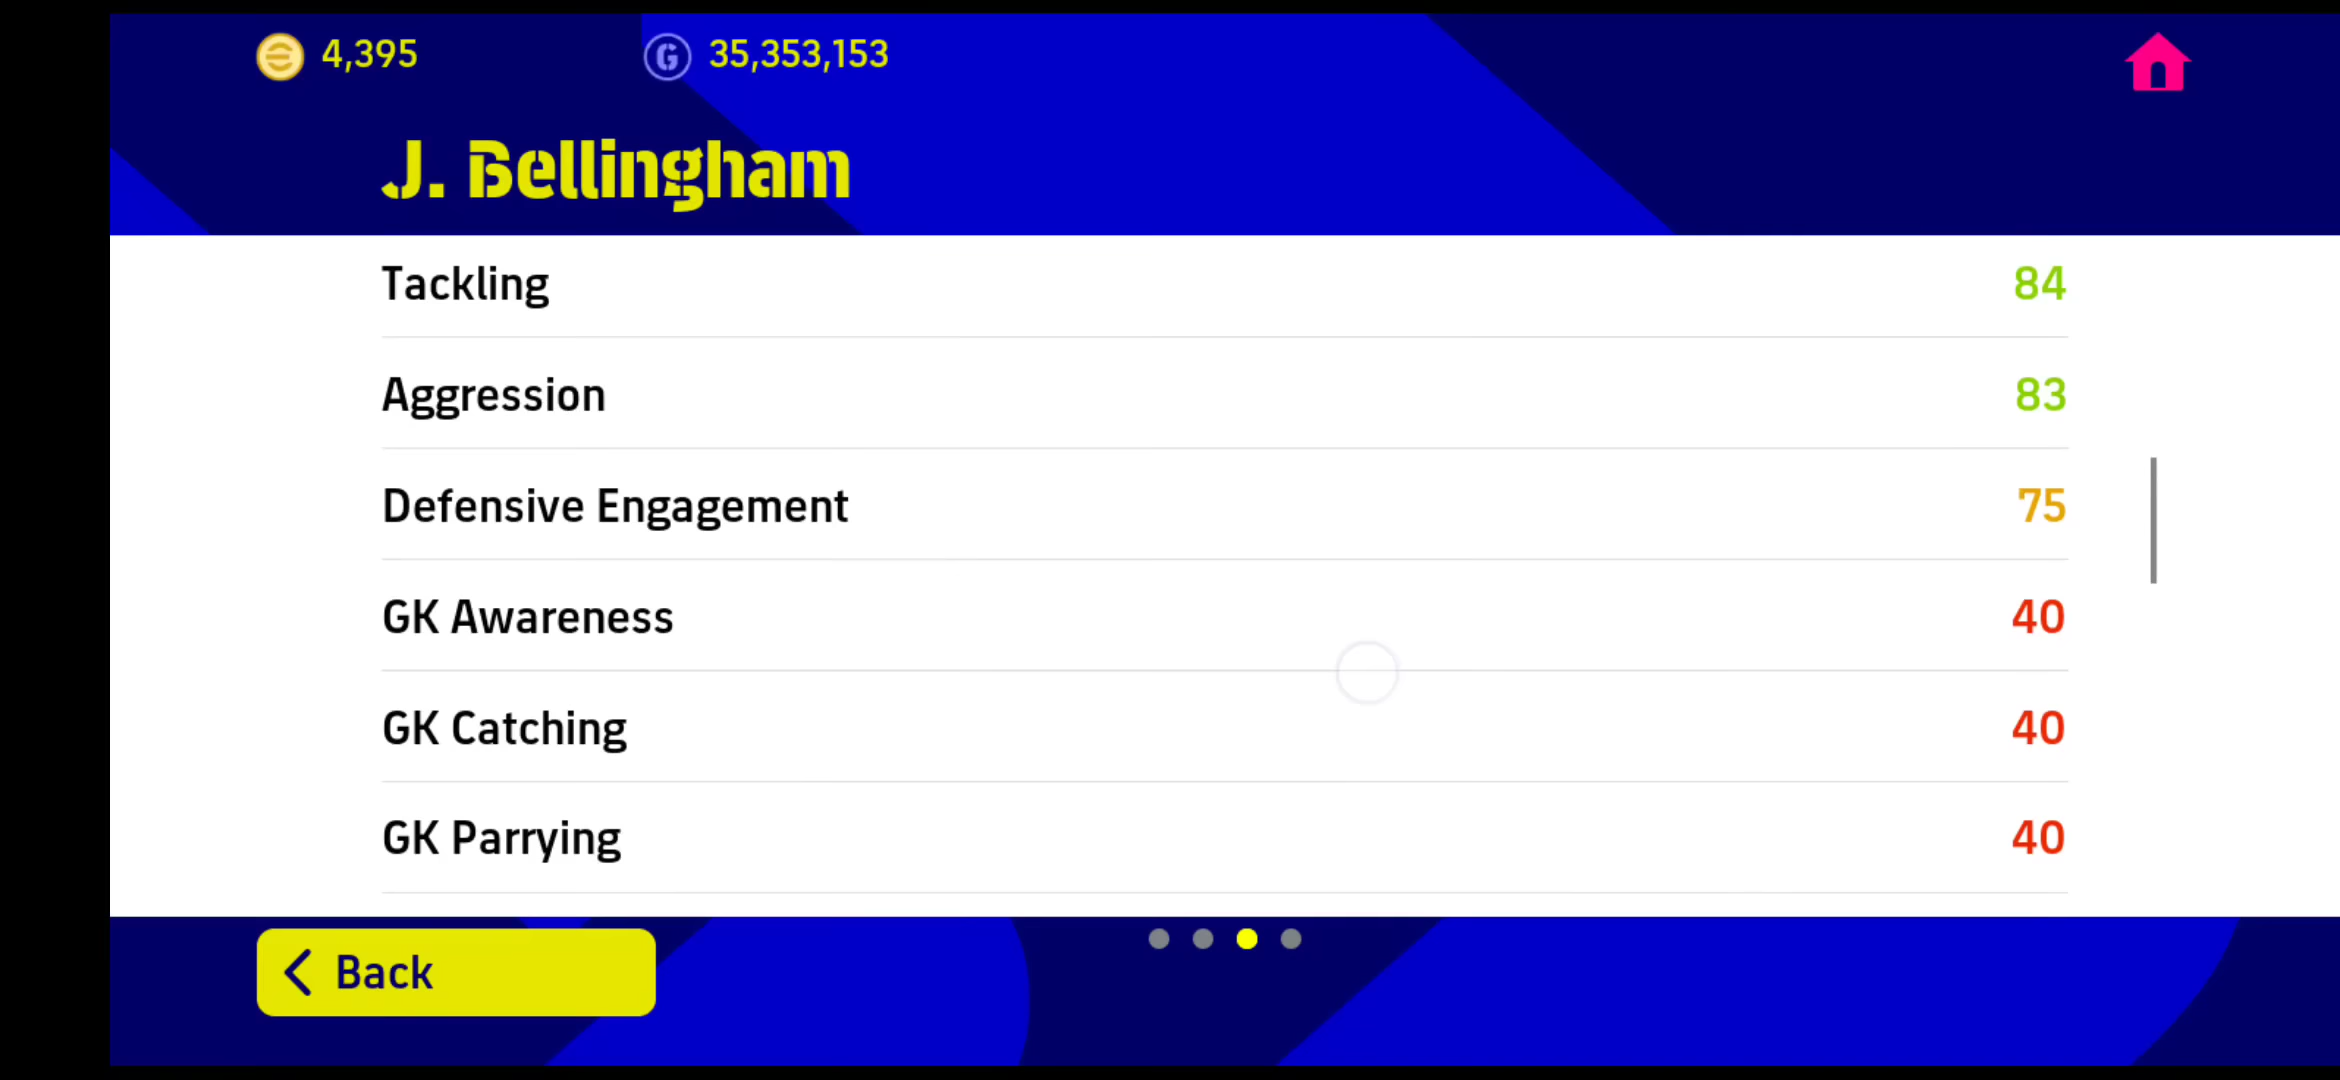 4,395
G 35,353,153
J. Bellingham
Tackling 84
Aggression 83
Defensive Engagement 75
GK Awareness 40
GK Catching 40
GK Parrying 40
Back